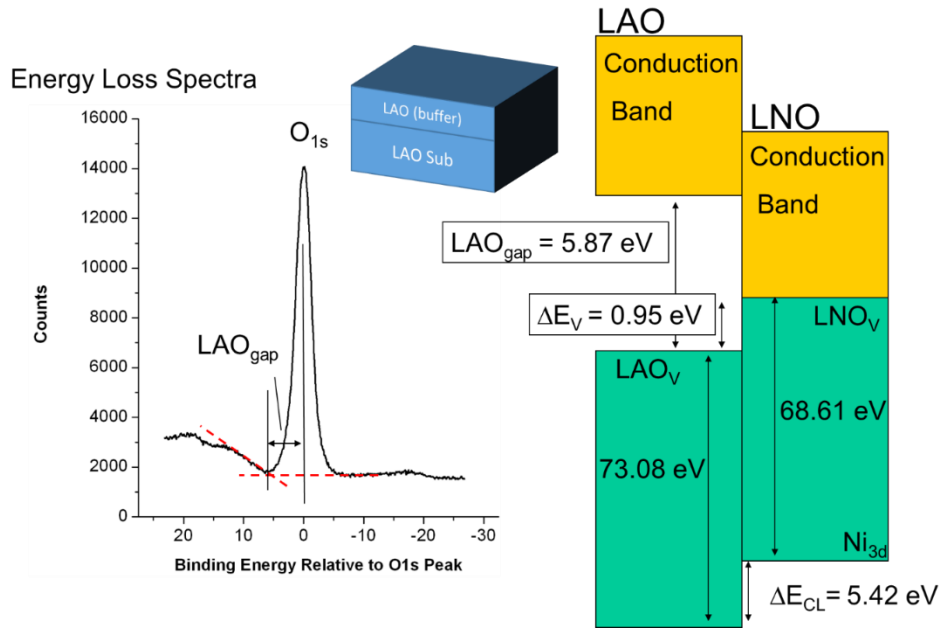 Energy Loss Spectra
LAO (buffer)
LAO Sub
O1s
16000
14000
12000
10000
8000
6000
4000
2000
0
Counts
LAOgap
20
10
0
-10
-20
-30
Binding Energy Relative to O1s Peak
LAO
Conduction
Band
LNO
Conduction
Band
LAOgap = 5.87 eV
ΔEV = 0.95 eV
LAOV
LNOV
73.08 eV
68.61 eV
Ni3d
ΔECL = 5.42 eV